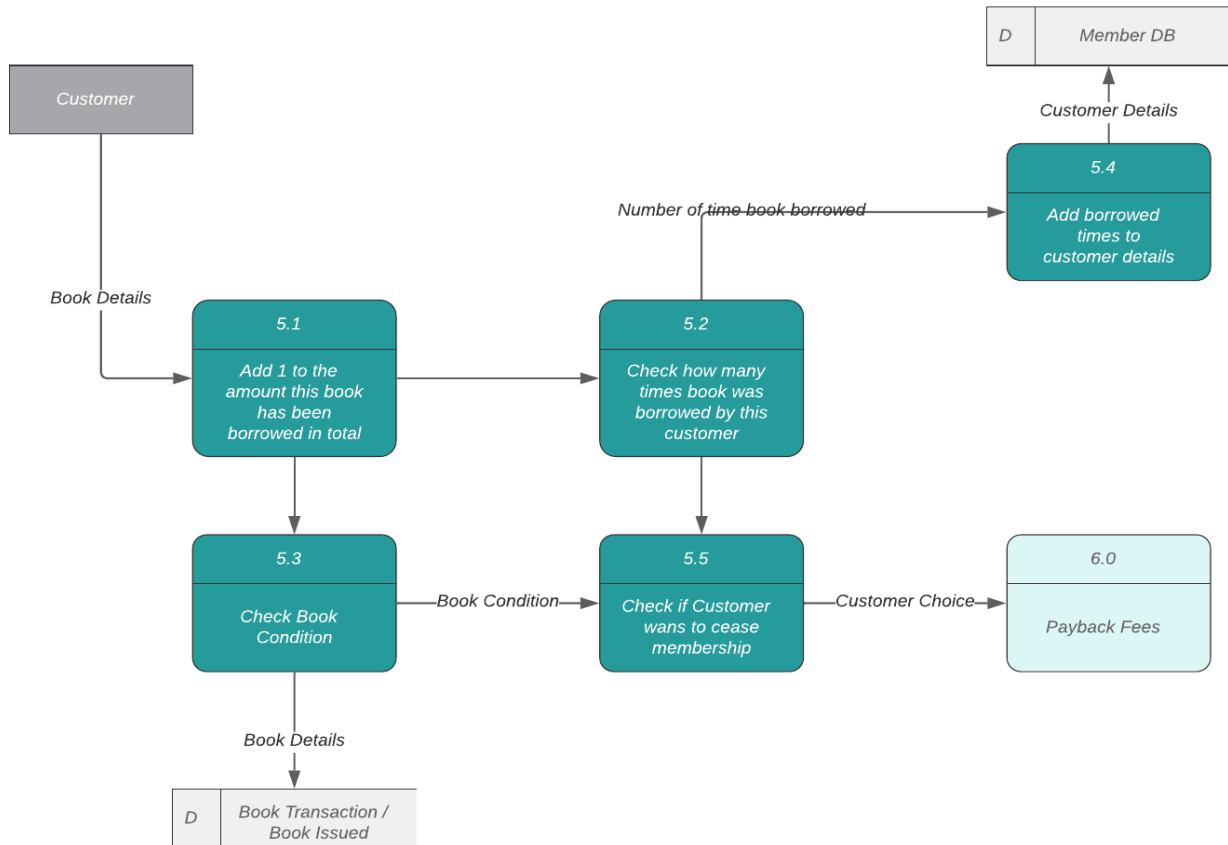 D
Member DB
Customer
Customer Details
5.4
Add borrowed
times to
customer details
Number of time book borrowed
Book Details
5.1
Add 1 to the
amount this book
has been
borrowed in total
5.2
Check how many
times book was
borrowed by this
customer
5.3
Check Book
Condition
Book Condition
5.5
Check if Customer
wans to cease
membership
Customer Choice
6.0
Payback Fees
Book Details
D
Book Transaction /
Book Issued